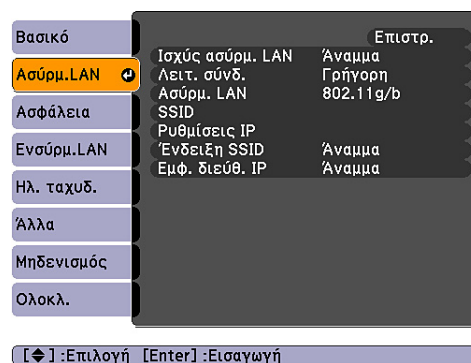 Βασικό
Ασύρμ.LAN
Ασφάλεια
Ενσύρμ.LAN
Ηλ. ταχυδ.
Άλλα
Μηδενισμός
Ολοκλ.
Επιστρ.
Ισχύς ασύρμ. LAN Άναμμα
Λειτ. σύνδ. Γρήγορη
Ασύρμ. LAN 802.11g/b
SSID
Ρυθμίσεις IP
Ένδειξη SSID Άναμμα
Εμφ. διεύθ. IP Άναμμα
[◆] :Επιλογή [Enter] :Εισαγωγή